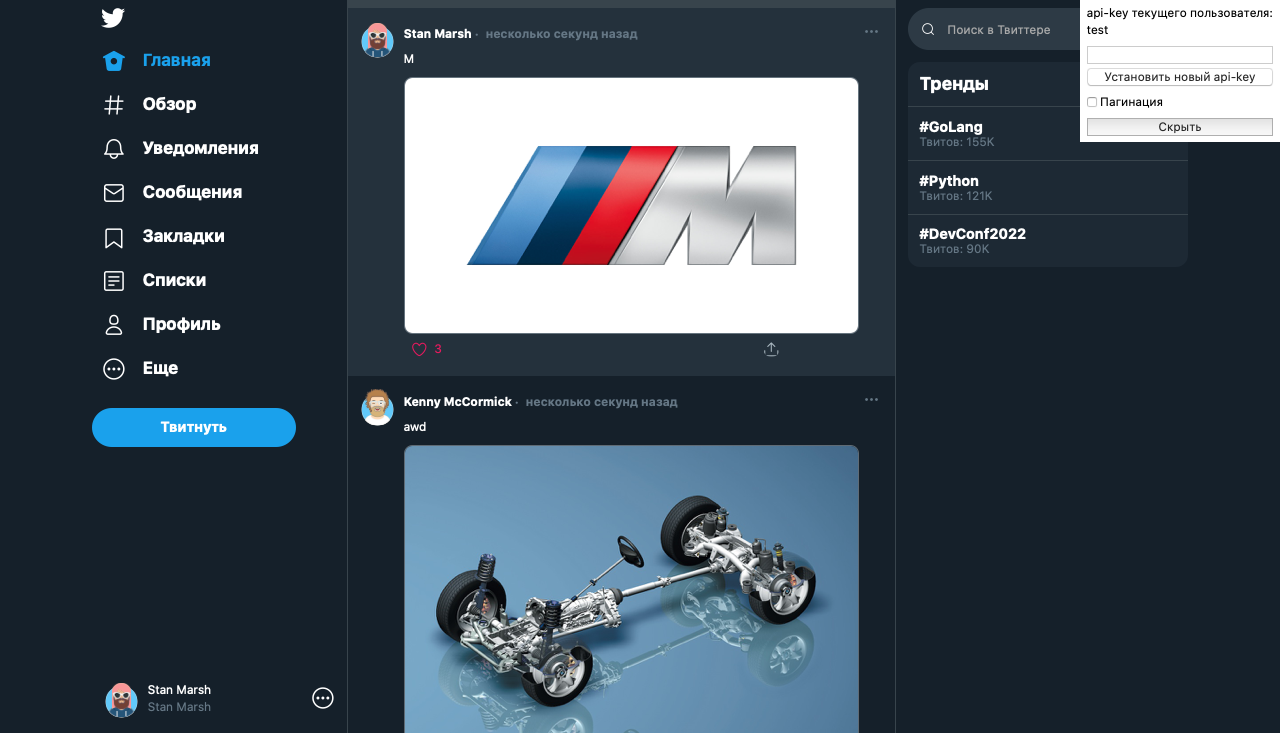 Главная
Обзор
Уведомления
Сообщения
Закладки
Списки
Профиль
Еще
Твитнуть
Stan Marsh
Stan Marsh
Stan Marsh · несколько секунд назад
M
M
3
Kenny McCormick · несколько секунд назад
awd
Поиск в Твиттере
Тренды
#GoLang
Твитов: 155K
#Python
Твитов: 121K
#DevConf2022
Твитов: 90K
api-key текущего пользователя:
test
Установить новый api-key
Пагинация
Скрыть